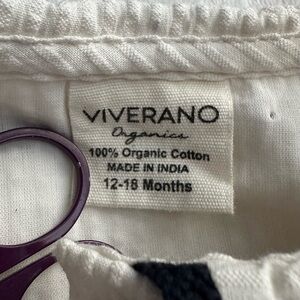 VIVERANO
Organics
100% Organic Cotton
MADE IN INDIA
12-18 Months